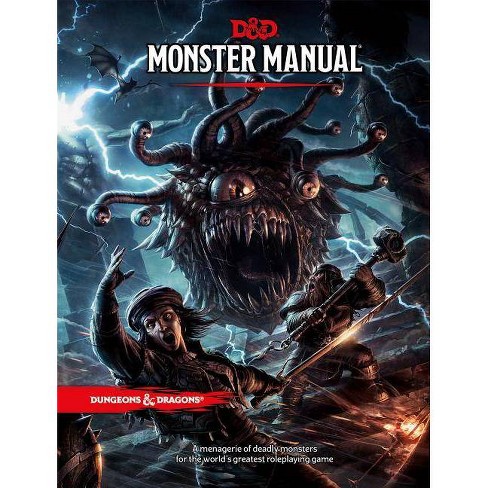 D&D
MONSTER MANUAL®
DUNGEONS & DRAGONS®
A menagerie of deadly monsters
for the world's greatest roleplaying game